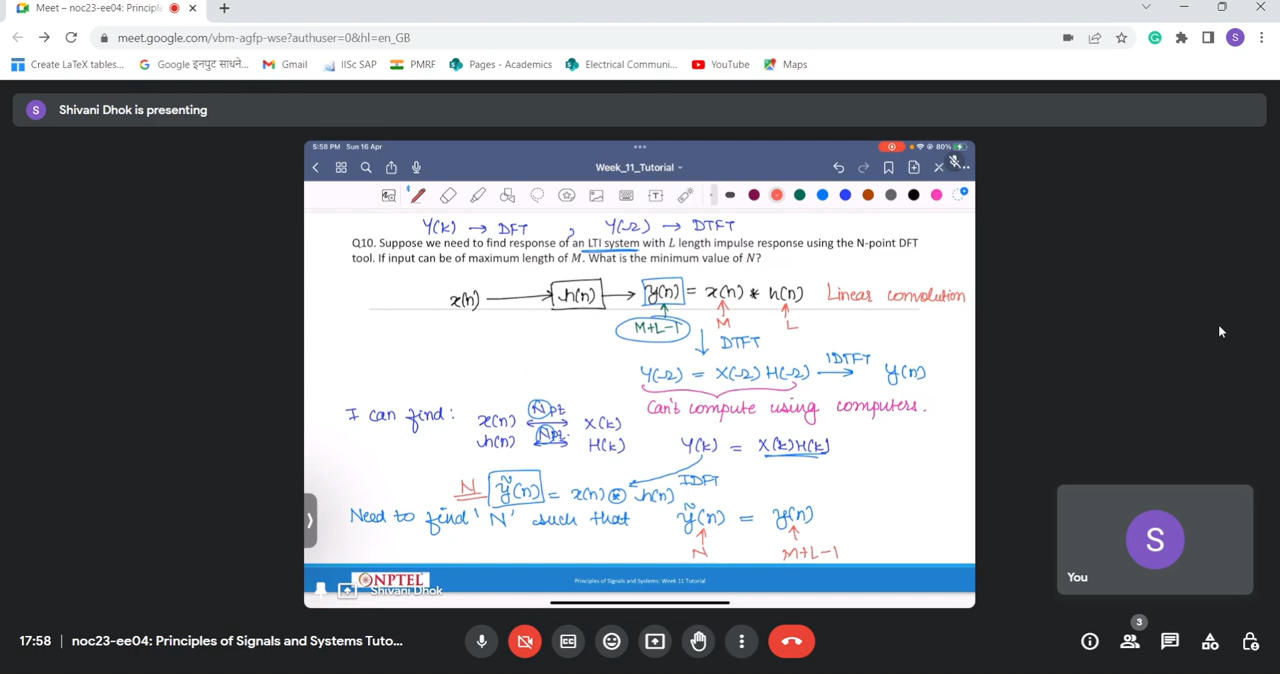 Meet – noc23-ee04: Principle
meet.google.com/vbm-agfp-wse?authuser=0&hl=en_GB
S
Create LaTeX tables...
Google इनपुट साधने...
Gmail
IISc SAP
PMRF
Pages - Academics
Electrical Communi...
YouTube
Maps
S Shivani Dhok is presenting
5:58 PM Sun 16 Apr
80%
Week_11_Tutorial
Y(k) → DFT , Y(Ω) → DTFT
Q10. Suppose we need to find response of an LTI system with L length impulse response using the N-point DFT
tool. If input can be of maximum length of M. What is the minimum value of N?
x(n) → h(n) → y(n) = x(n) * h(n) Linear convolution
M+L-1 M L
↓ DTFT
Y(Ω) = X(Ω) H(Ω) IDTFT → y(n)
Can't compute using computers.
I can find: x(n) N pt ↔ X(k)
h(n) N pt. ↔ H(k) Y(k) = X(k)H(k)
IDFT
N ỹ(n) = x(n) ⊛ h(n)
Need to find 'N' such that ỹ(n) = y(n)
N M+L-1
NPTEL
Principles of Signals and Systems: Week 11 Tutorial
Shivani Dhok
S
You
17:58 | noc23-ee04: Principles of Signals and Systems Tuto...
3